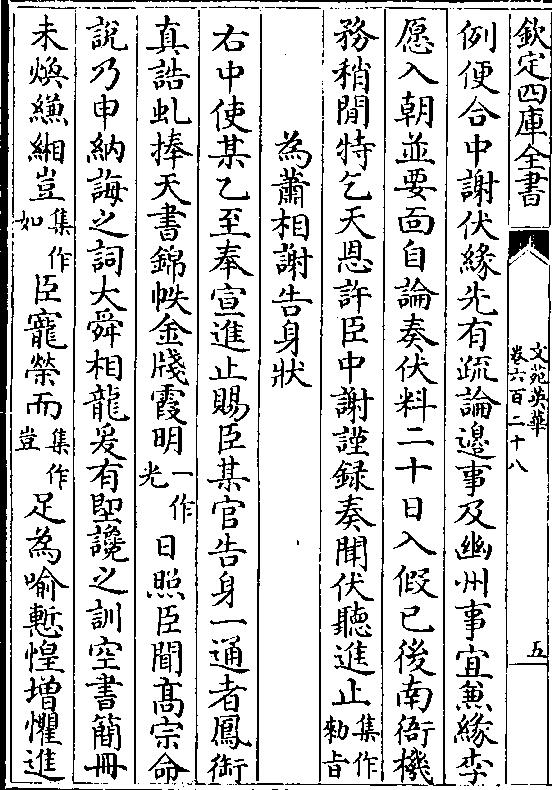 欽定四庫全書
文苑英華
卷六百二十八
五
例便合中謝伏緣先有疏論邊事及幽州事宜兼緣李
愿入朝並要面自論奏伏料二十日入假已後南衙機
務稍閒特乞天恩許臣中謝謹録奏聞伏聽進止集作勑旨
為蕭相謝告身狀
右中使某乙至奉宣進止賜臣某官告身一通者鳳銜
真誥虬捧天書錦帙金牋霞明一作光日照臣聞髙宗命
說乃申納誨之詞大舜相龍爰有堲讒之訓空書簡冊
未煥縑緗豈集作如臣寵榮而集作豈足為喻慙惶増懼進